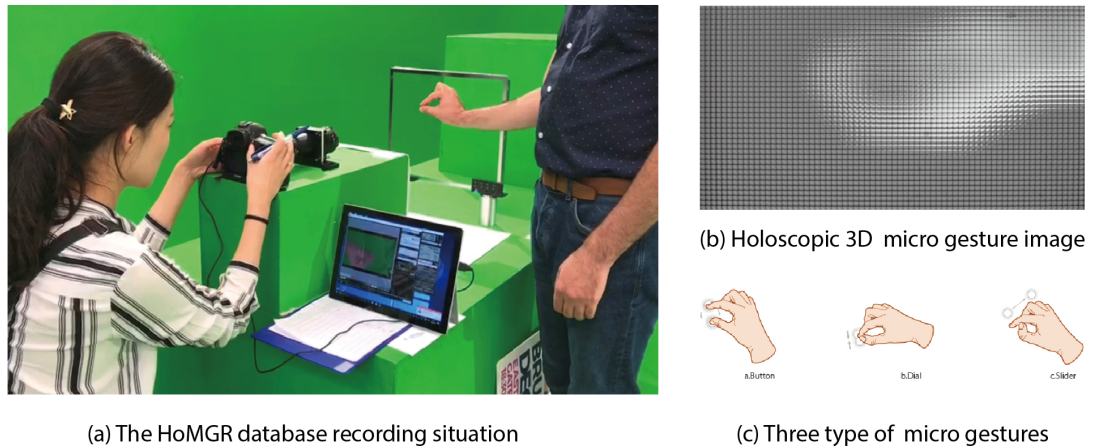 (b) Holoscopic 3D micro gesture image
a.Button
b.Dial
c.Slider
(a) The HoMGR database recording situation
(c) Three type of micro gestures